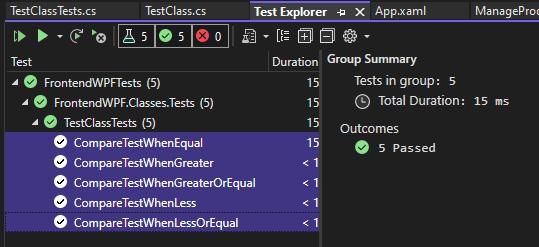 TestClassTests.cs
TestClass.cs
Test Explorer
App.xaml
5
5
0
Test
Duration
Group Summary
FrontendWPFTests (5)
15
Tests in group: 5
FrontendWPF.Classes.Tests (5)
15
Total Duration: 15 ms
TestClassTests (5)
15
Outcomes
CompareTestWhenEqual
15
5 Passed
CompareTestWhenGreater
< 1
CompareTestWhenGreaterOrEqual
< 1
CompareTestWhenLess
< 1
CompareTestWhenLessOrEqual
< 1